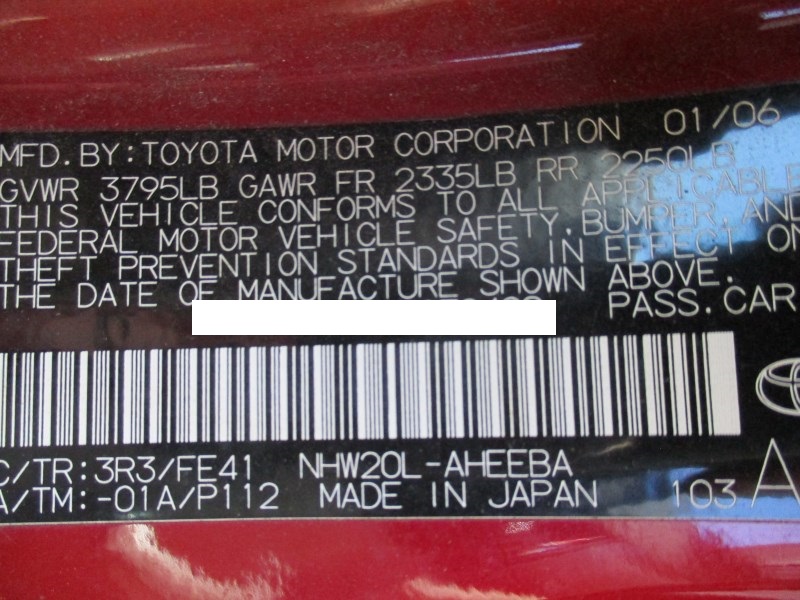 MFD. BY: TOYOTA MOTOR CORPORATION 01/06
GVWR 3795LB GAWR FR 2335LB RR 2250LB
THIS VEHICLE CONFORMS TO ALL APPLICABLE
FEDERAL MOTOR VEHICLE SAFETY, BUMPER, AND
THEFT PREVENTION STANDARDS IN EFFECT ON
THE DATE OF MANUFACTURE SHOWN ABOVE.
PASS. CAR
C/TR: 3R3/FE41 NHW20L-AHEEBA
A/TM: -01A/P112 MADE IN JAPAN 103 A